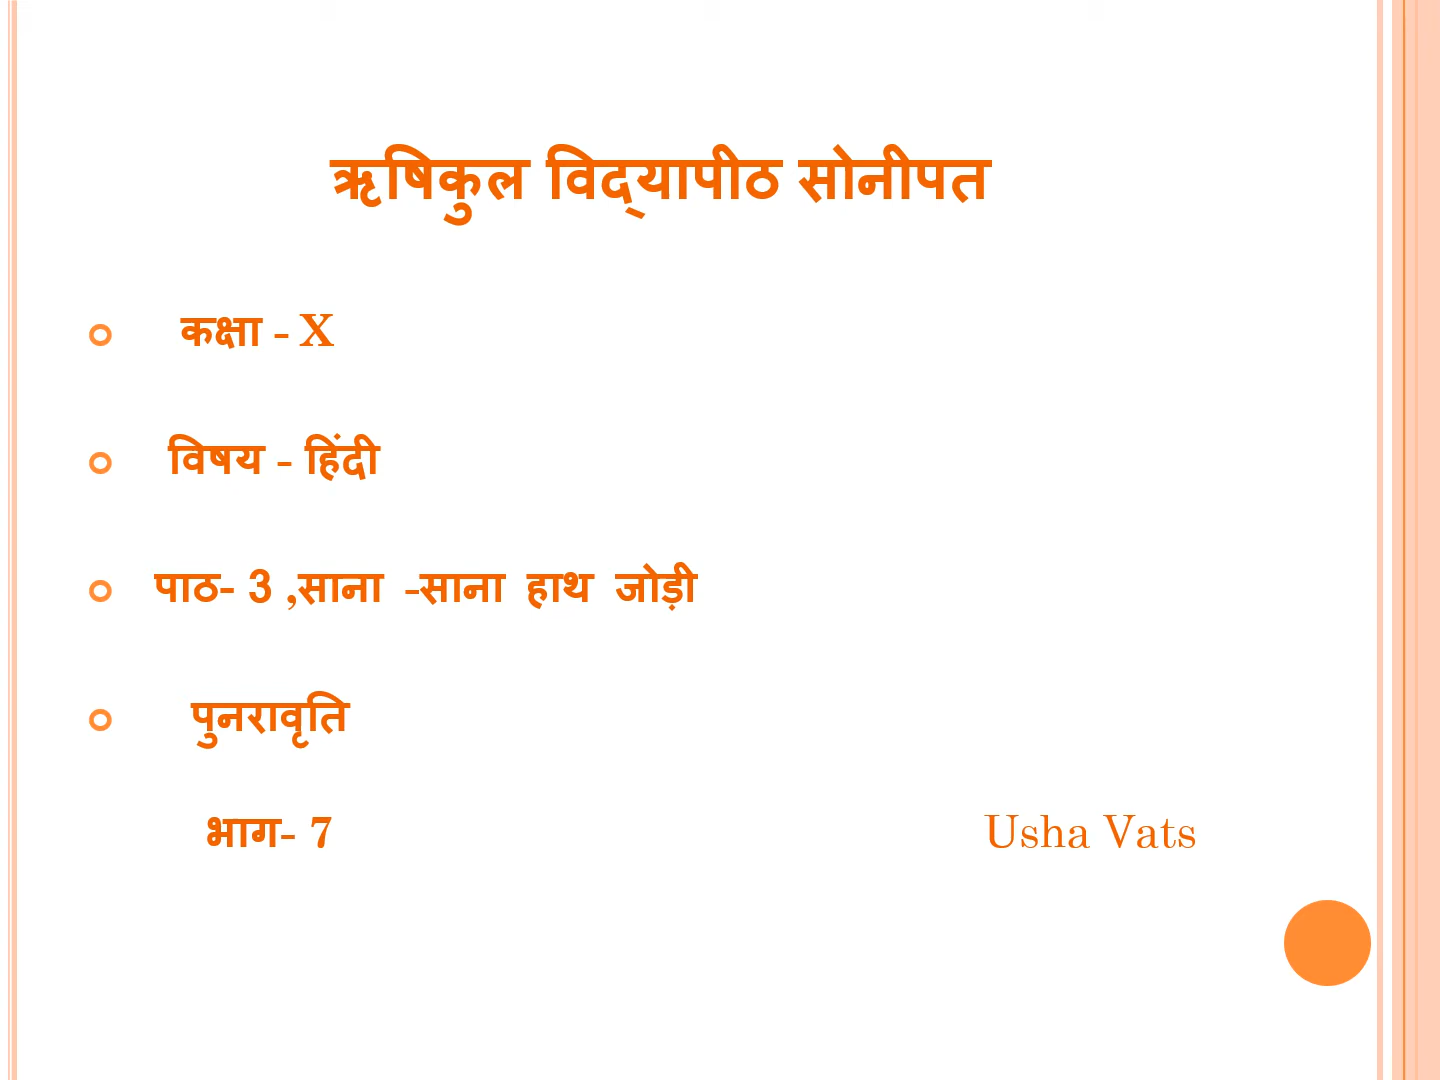 ऋषिकुल विद्‌यापीठ सोनीपत
कक्षा - X
विषय - हिंदी
पाठ- 3 ,साना -साना हाथ जोड़ी
पुनरावृति
भाग- 7 Usha Vats